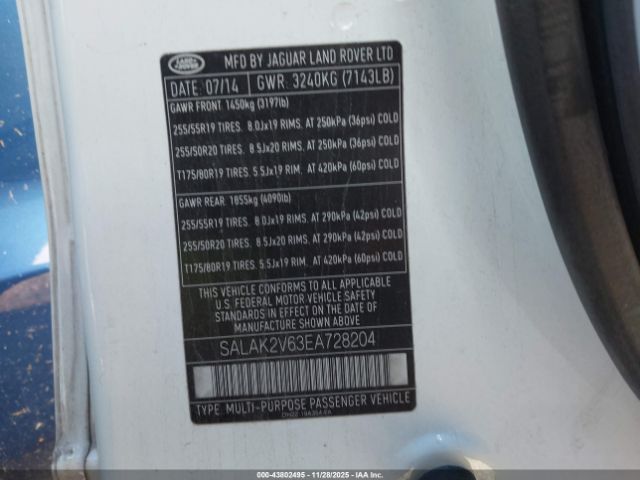 LAND ROVER
MFD BY JAGUAR LAND ROVER LTD
DATE: 07/14 GWR. 3240KG (7143LB)
GAWR FRONT 1450kg (3197lb)
255/55R19 TIRES. 8.0Jx19 RIMS. AT 250kPa (36psi) COLD
255/50R20 TIRES. 8.5Jx20 RIMS. AT 250kPa (36psi) COLD
T175/80R19 TIRES. 5.5Jx19 RIM. AT 420kPa (60psi) COLD
GAWR REAR 1855kg (4090lb)
255/55R19 TIRES. 8.0Jx19 RIMS. AT 290kPa (42psi) COLD
255/50R20 TIRES. 8.5Jx20 RIMS. AT 290kPa (42psi) COLD
T175/80R19 TIRES. 5.5Jx19 RIM. AT 420kPa (60psi) COLD
THIS VEHICLE CONFORMS TO ALL APPLICABLE
U.S. FEDERAL MOTOR VEHICLE SAFETY
STANDARDS IN EFFECT ON THE DATE OF
MANUFACTURE SHOWN ABOVE.
SALAK2V63EA728204
TYPE: MULTI-PURPOSE PASSENGER VEHICLE
000-43802495 - 11/28/2025 - IAAI, Inc.